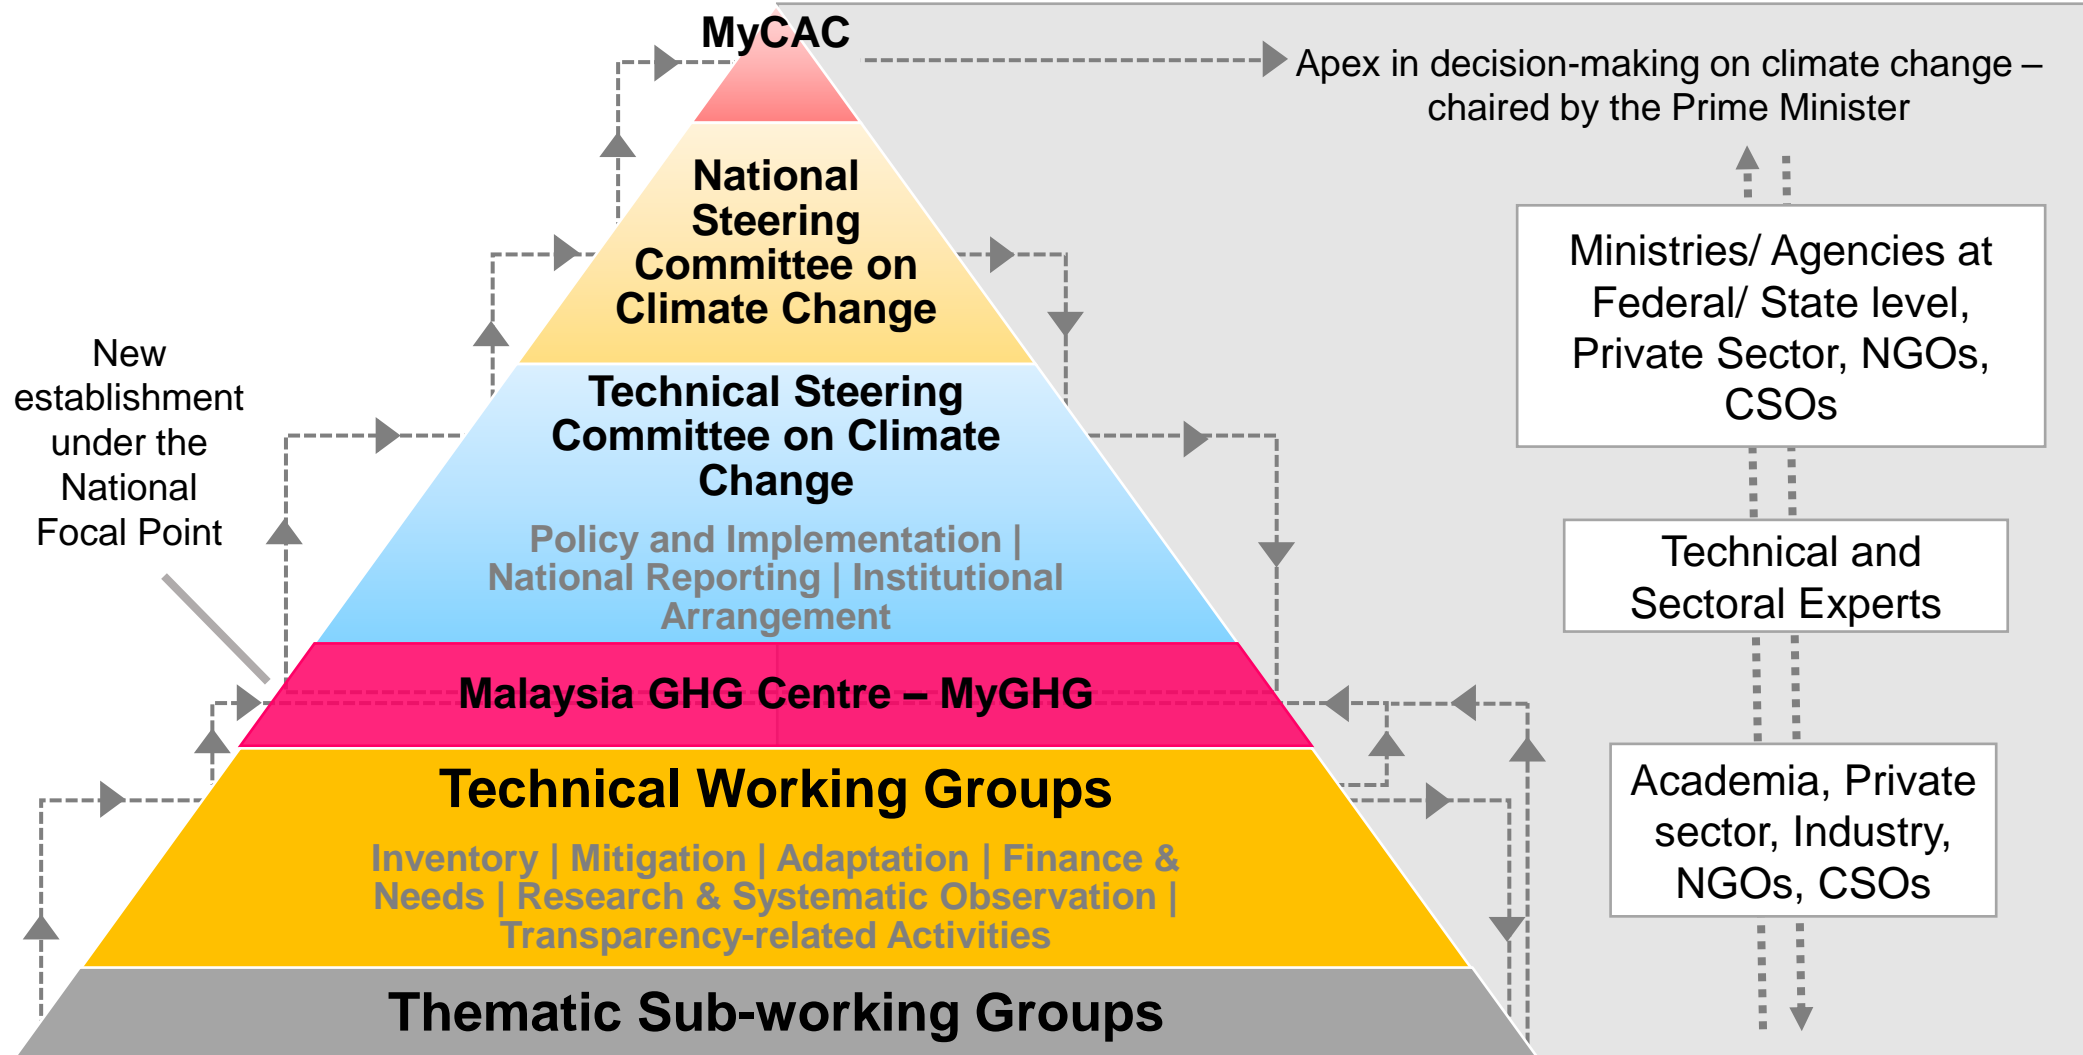 MyCAC
Apex in decision-making on climate change –
chaired by the Prime Minister
National
Steering
Committee on
Climate Change
Ministries/ Agencies at
Federal/ State level,
Private Sector, NGOs,
CSOs
New
establishment
under the
National
Focal Point
Technical Steering
Committee on Climate
Change
Policy and Implementation |
National Reporting | Institutional
Arrangement
Technical and
Sectoral Experts
Malaysia GHG Centre – MyGHG
Technical Working Groups
Inventory | Mitigation | Adaptation | Finance &
Needs | Research & Systematic Observation |
Transparency-related Activities
Academia, Private
sector, Industry,
NGOs, CSOs
Thematic Sub-working Groups